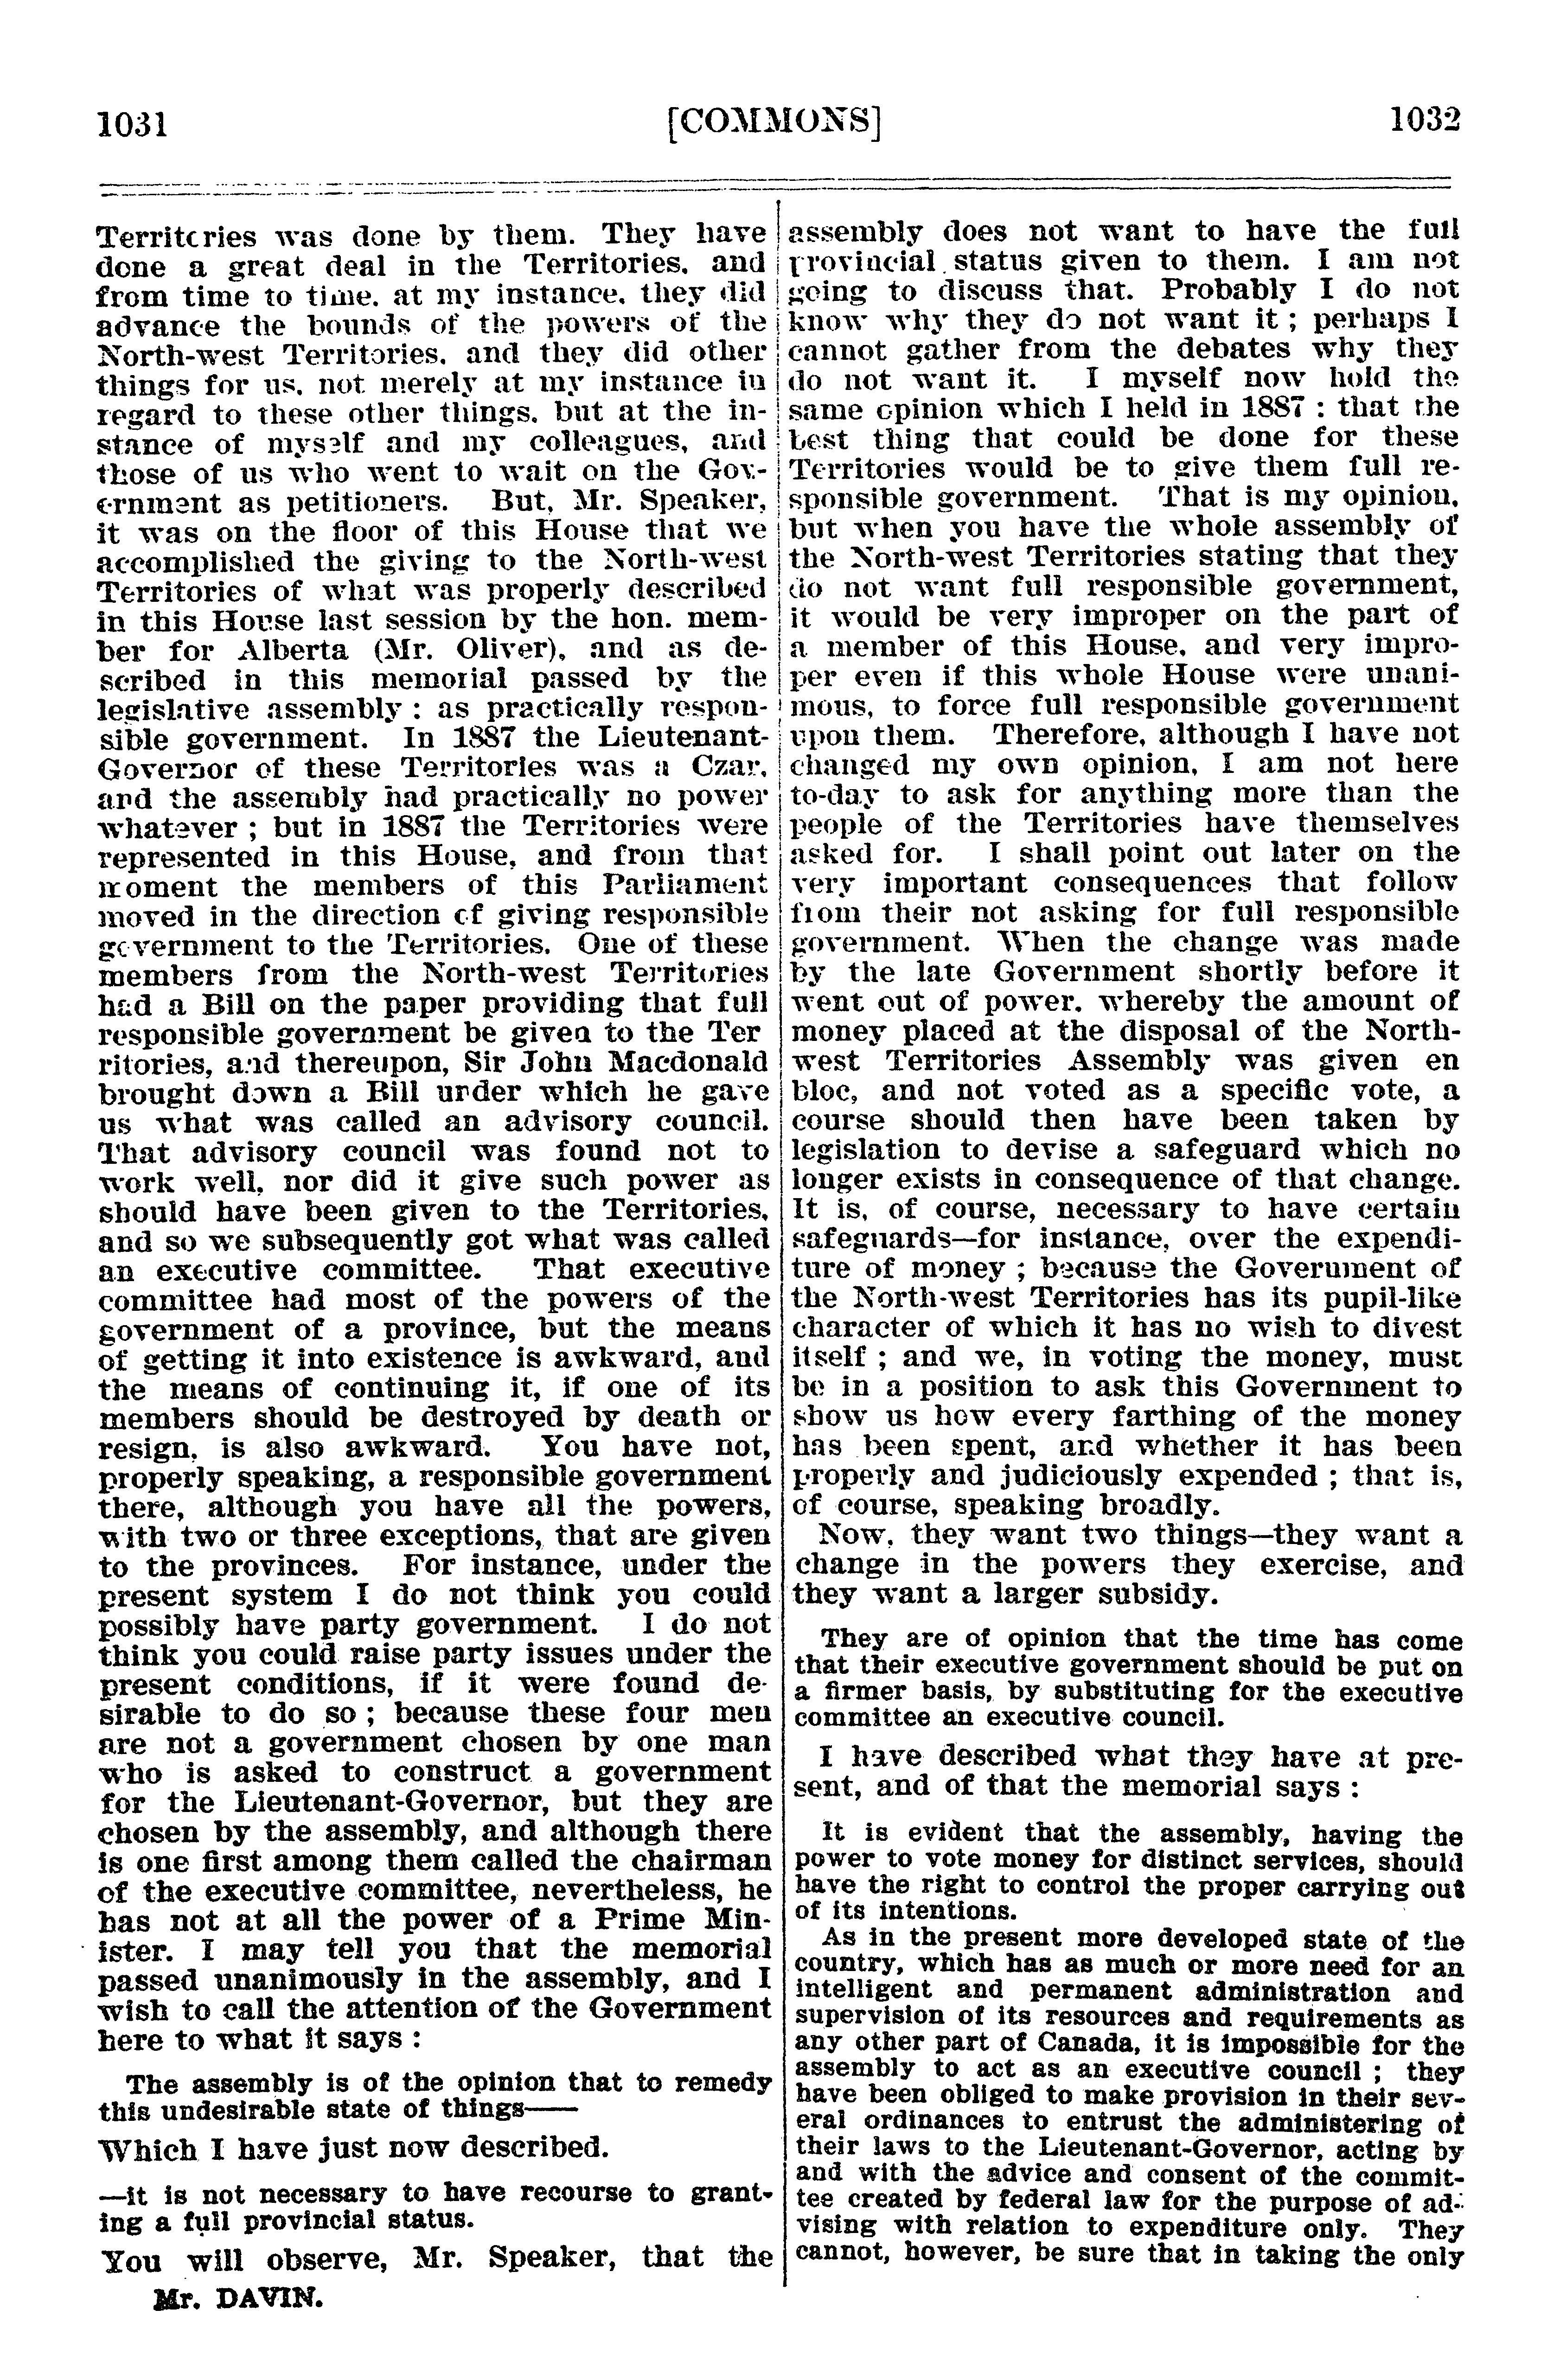 1031
[COMMONS]
1032
Territories was done by them. They have
done a great deal in the Territories, and
from time to time, at my instance, they did
advance the bounds of the powers of the
North-west Territories, and they did other
things for us, not merely at my instance in
regard to these other things, but at the in-
stance of myself and my colleagues, and
those of us who went to wait on the Gov-
ernment as petitioners. But, Mr. Speaker,
it was on the floor of this House that we
accomplished the giving to the North-west
Territories of what was properly described
in this House last session by the hon. mem-
ber for Alberta (Mr. Oliver), and as de-
scribed in this memorial passed by the
legislative assembly : as practically respon-
sible government. In 1887 the Lieutenant-
Governor of these Territories was a Czar,
and the assembly had practically no power
whatever ; but in 1887 the Territories were
represented in this House, and from that
moment the members of this Parliament
moved in the direction of giving responsible
government to the Territories. One of these
members from the North-west Territories
had a Bill on the paper providing that full
responsible government be given to the Ter
ritories, and thereupon, Sir John Macdonald
brought down a Bill under which he gave
us what was called an advisory council.
That advisory council was found not to
work well, nor did it give such power as
should have been given to the Territories,
and so we subsequently got what was called
an executive committee. That executive
committee had most of the powers of the
government of a province, but the means
of getting it into existence is awkward, and
the means of continuing it, if one of its
members should be destroyed by death or
resign, is also awkward. You have not,
properly speaking, a responsible government
there, although you have all the powers,
with two or three exceptions, that are given
to the provinces. For instance, under the
present system I do not think you could
possibly have party government. I do not
think you could raise party issues under the
present conditions, if it were found de-
sirable to do so ; because these four men
are not a government chosen by one man
who is asked to construct a government
for the Lieutenant-Governor, but they are
chosen by the assembly, and although there
is one first among them called the chairman
of the executive committee, nevertheless, he
has not at all the power of a Prime Min-
ister. I may tell you that the memorial
passed unanimously in the assembly, and I
wish to call the attention of the Government
here to what it says :
The assembly is of the opinion that to remedy
this undesirable state of things——
Which I have just now described.
—it is not necessary to have recourse to grant-
ing a full provincial status.
You will observe, Mr. Speaker, that the
Mr. DAVIN.
assembly does not want to have the full
provincial status given to them. I am not
going to discuss that. Probably I do not
know why they do not want it ; perhaps I
cannot gather from the debates why they
do not want it. I myself now hold the
same opinion which I held in 1887 : that the
best thing that could be done for these
Territories would be to give them full re-
sponsible government. That is my opinion,
but when you have the whole assembly of
the North-west Territories stating that they
do not want full responsible government,
it would be very improper on the part of
a member of this House, and very impro-
per even if this whole House were unani-
mous, to force full responsible government
upon them. Therefore, although I have not
changed my own opinion, I am not here
to-day to ask for anything more than the
people of the Territories have themselves
asked for. I shall point out later on the
very important consequences that follow
from their not asking for full responsible
government. When the change was made
by the late Government shortly before it
went out of power, whereby the amount of
money placed at the disposal of the North-
west Territories Assembly was given en
bloc, and not voted as a specific vote, a
course should then have been taken by
legislation to devise a safeguard which no
longer exists in consequence of that change.
It is, of course, necessary to have certain
safeguards—for instance, over the expendi-
ture of money ; because the Government of
the North-west Territories has its pupil-like
character of which it has no wish to divest
itself ; and we, in voting the money, must
be in a position to ask this Government to
show us how every farthing of the money
has been spent, and whether it has been
properly and judiciously expended ; that is,
of course, speaking broadly.
Now, they want two things—they want a
change in the powers they exercise, and
they want a larger subsidy.
They are of opinion that the time has come
that their executive government should be put on
a firmer basis, by substituting for the executive
committee an executive council.
I have described what they have at pre-
sent, and of that the memorial says :
It is evident that the assembly, having the
power to vote money for distinct services, should
have the right to control the proper carrying out
of its intentions.
As in the present more developed state of the
country, which has as much or more need for an
intelligent and permanent administration and
supervision of its resources and requirements as
any other part of Canada, it is impossible for the
assembly to act as an executive council ; they
have been obliged to make provision in their sev-
eral ordinances to entrust the administering of
their laws to the Lieutenant-Governor, acting by
and with the advice and consent of the commit-
tee created by federal law for the purpose of ad-
vising with relation to expenditure only. They
cannot, however, be sure that in taking the only